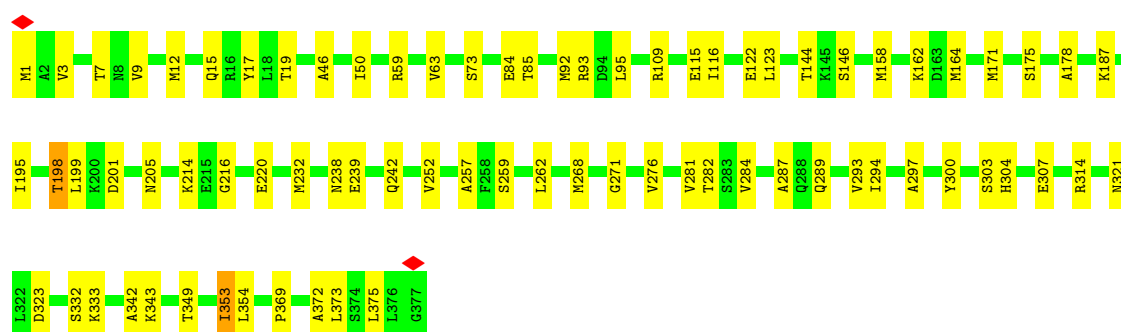 M1 A2 V3 T7 N8 V9 M12 Q15 R16 Y17 L18 T19 A46 I50 R59 V63 S73 E84 T85 M92 R93 D94 L95 R109 E115 I116 E122 L123 T144 K145 S146 M158 K162 D163 M164 M171 S175 A178 K187
I195 T198 L199 K200 D201 N205 K214 E215 G216 E220 M232 N238 E239 Q242 V252 A257 F258 S259 L262 M268 G271 V276 V281 T282 S283 V284 A287 Q288 Q289 V293 I294 A297 Y300 S303 H304 E307 R314 N321
L322 D323 S332 K333 A342 K343 T349 I353 L354 P369 A372 L373 S374 L375 L376 G377